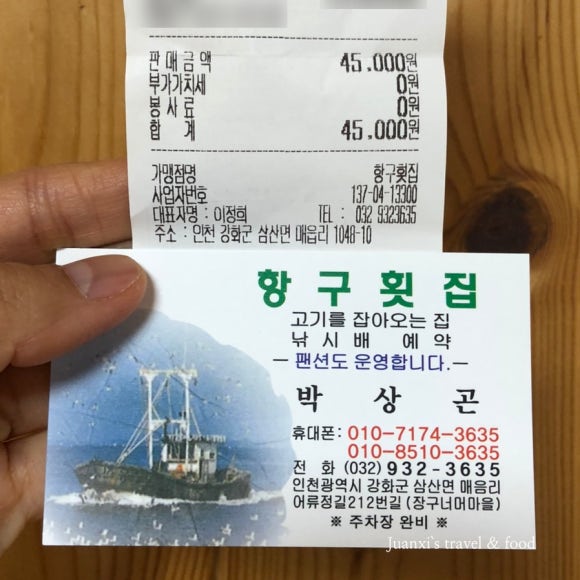 판매금액 45,000원
부가가치세 0원
봉사료 0원
합 계 45,000원
가맹점명 항구횟집
사업자번호 137-04-13300
대표자명 : 이정희 TEL : 032 9323635
주소 : 인천 강화군 삼산면 매음리 1048-10
항구횟집
고기를 잡아오는 집
낚시배 예약
- 팬션도 운영합니다.-
박상곤
휴대폰: 010-7174-3635
010-8510-3635
전 화 (032) 932-3635
인천광역시 강화군 삼산면 매음리
어류정길212번길 (장구너머마을)
※ 주차장 완비 ※
Juanxi`s travel & food